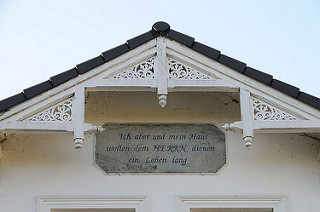 Ich aber und mein Haus
wollen dem HERRN dienen
ein Leben lang